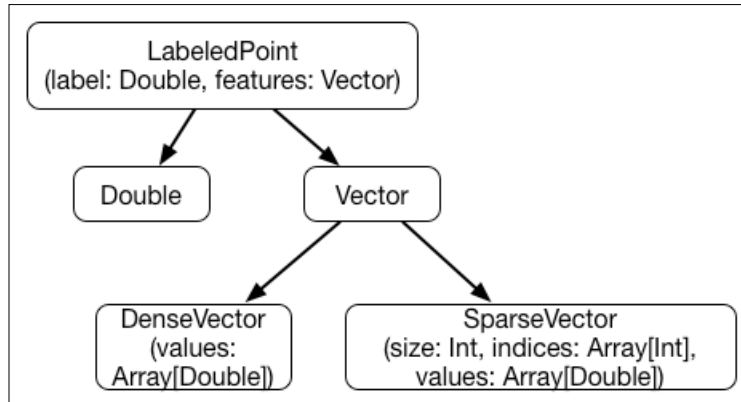 LabeledPoint
(label: Double, features: Vector)
Double
Vector
DenseVector
(values:
Array[Double])
SparseVector
(size: Int, indices: Array[Int],
values: Array[Double])